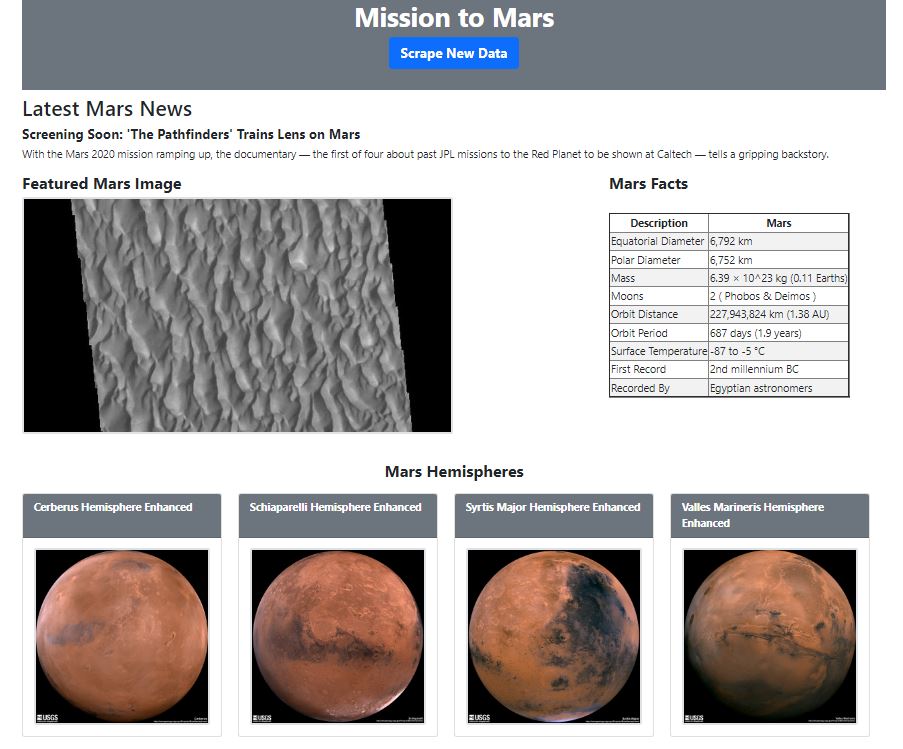 Mission to Mars
Scrape New Data
Latest Mars News
Screening Soon: 'The Pathfinders' Trains Lens on Mars
With the Mars 2020 mission ramping up, the documentary — the first of four about past JPL missions to the Red Planet to be shown at Caltech — tells a gripping backstory.
Featured Mars Image
Mars Facts
Description Mars
Equatorial Diameter 6,792 km
Polar Diameter 6,752 km
Mass 6.39 × 10^23 kg (0.11 Earths)
Moons 2 ( Phobos & Deimos )
Orbit Distance 227,943,824 km (1.38 AU)
Orbit Period 687 days (1.9 years)
Surface Temperature -87 to -5 °C
First Record 2nd millennium BC
Recorded By Egyptian astronomers
Mars Hemispheres
Cerberus Hemisphere Enhanced
Schiaparelli Hemisphere Enhanced
Syrtis Major Hemisphere Enhanced
Valles Marineris Hemisphere
Enhanced
USGS
USGS
USGS
USGS